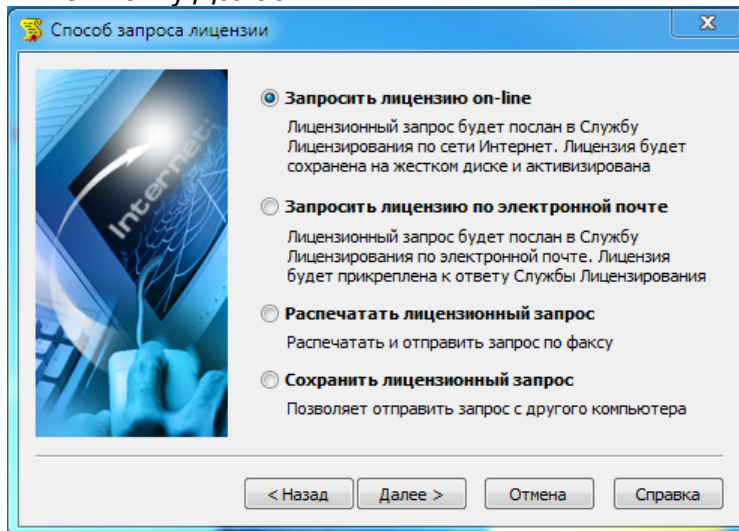 Способ запроса лицензии
Internet:
Запросить лицензию on-line
Лицензионный запрос будет послан в Службу
Лицензирования по сети Интернет. Лицензия будет
сохранена на жестком диске и активизирована
Запросить лицензию по электронной почте
Лицензионный запрос будет послан в Службу
Лицензирования по электронной почте. Лицензия
будет прикреплена к ответу Службы Лицензирования
Распечатать лицензионный запрос
Распечатать и отправить запрос по факсу
Сохранить лицензионный запрос
Позволяет отправить запрос с другого компьютера
< Назад Далее > Отмена Справка